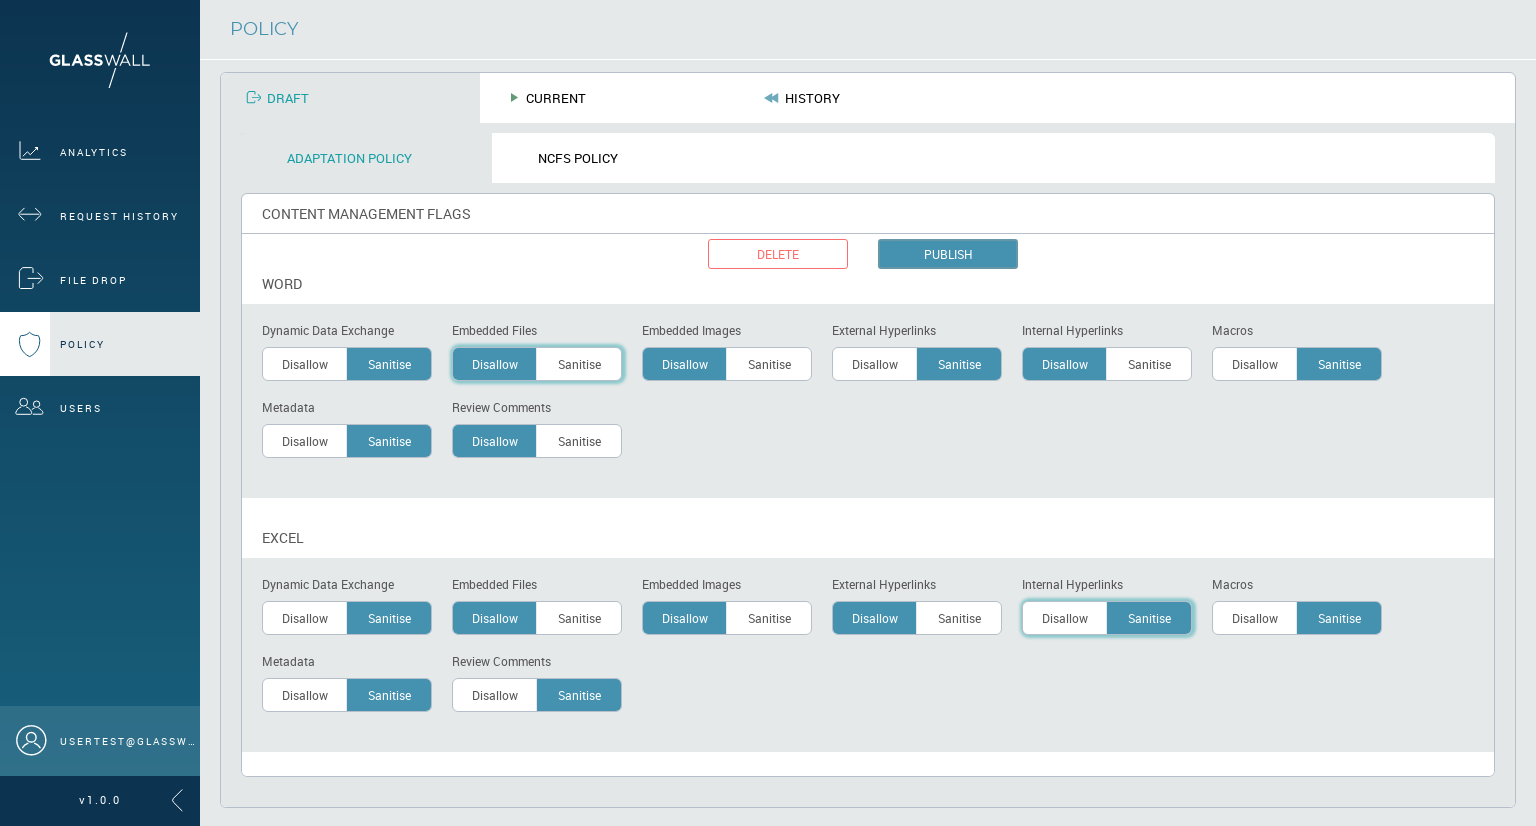 GLASSWALL
ANALYTICS
REQUEST HISTORY
FILE DROP
POLICY
USERS
USERTEST@GLASSW...
v1.0.0
POLICY
DRAFT CURRENT HISTORY
ADAPTATION POLICY NCFS POLICY
CONTENT MANAGEMENT FLAGS
DELETE PUBLISH
WORD
Dynamic Data Exchange Embedded Files Embedded Images External Hyperlinks Internal Hyperlinks Macros
Disallow Sanitise Disallow Sanitise Disallow Sanitise Disallow Sanitise Disallow Sanitise Disallow Sanitise
Metadata Review Comments
Disallow Sanitise Disallow Sanitise
EXCEL
Dynamic Data Exchange Embedded Files Embedded Images External Hyperlinks Internal Hyperlinks Macros
Disallow Sanitise Disallow Sanitise Disallow Sanitise Disallow Sanitise Disallow Sanitise Disallow Sanitise
Metadata Review Comments
Disallow Sanitise Disallow Sanitise